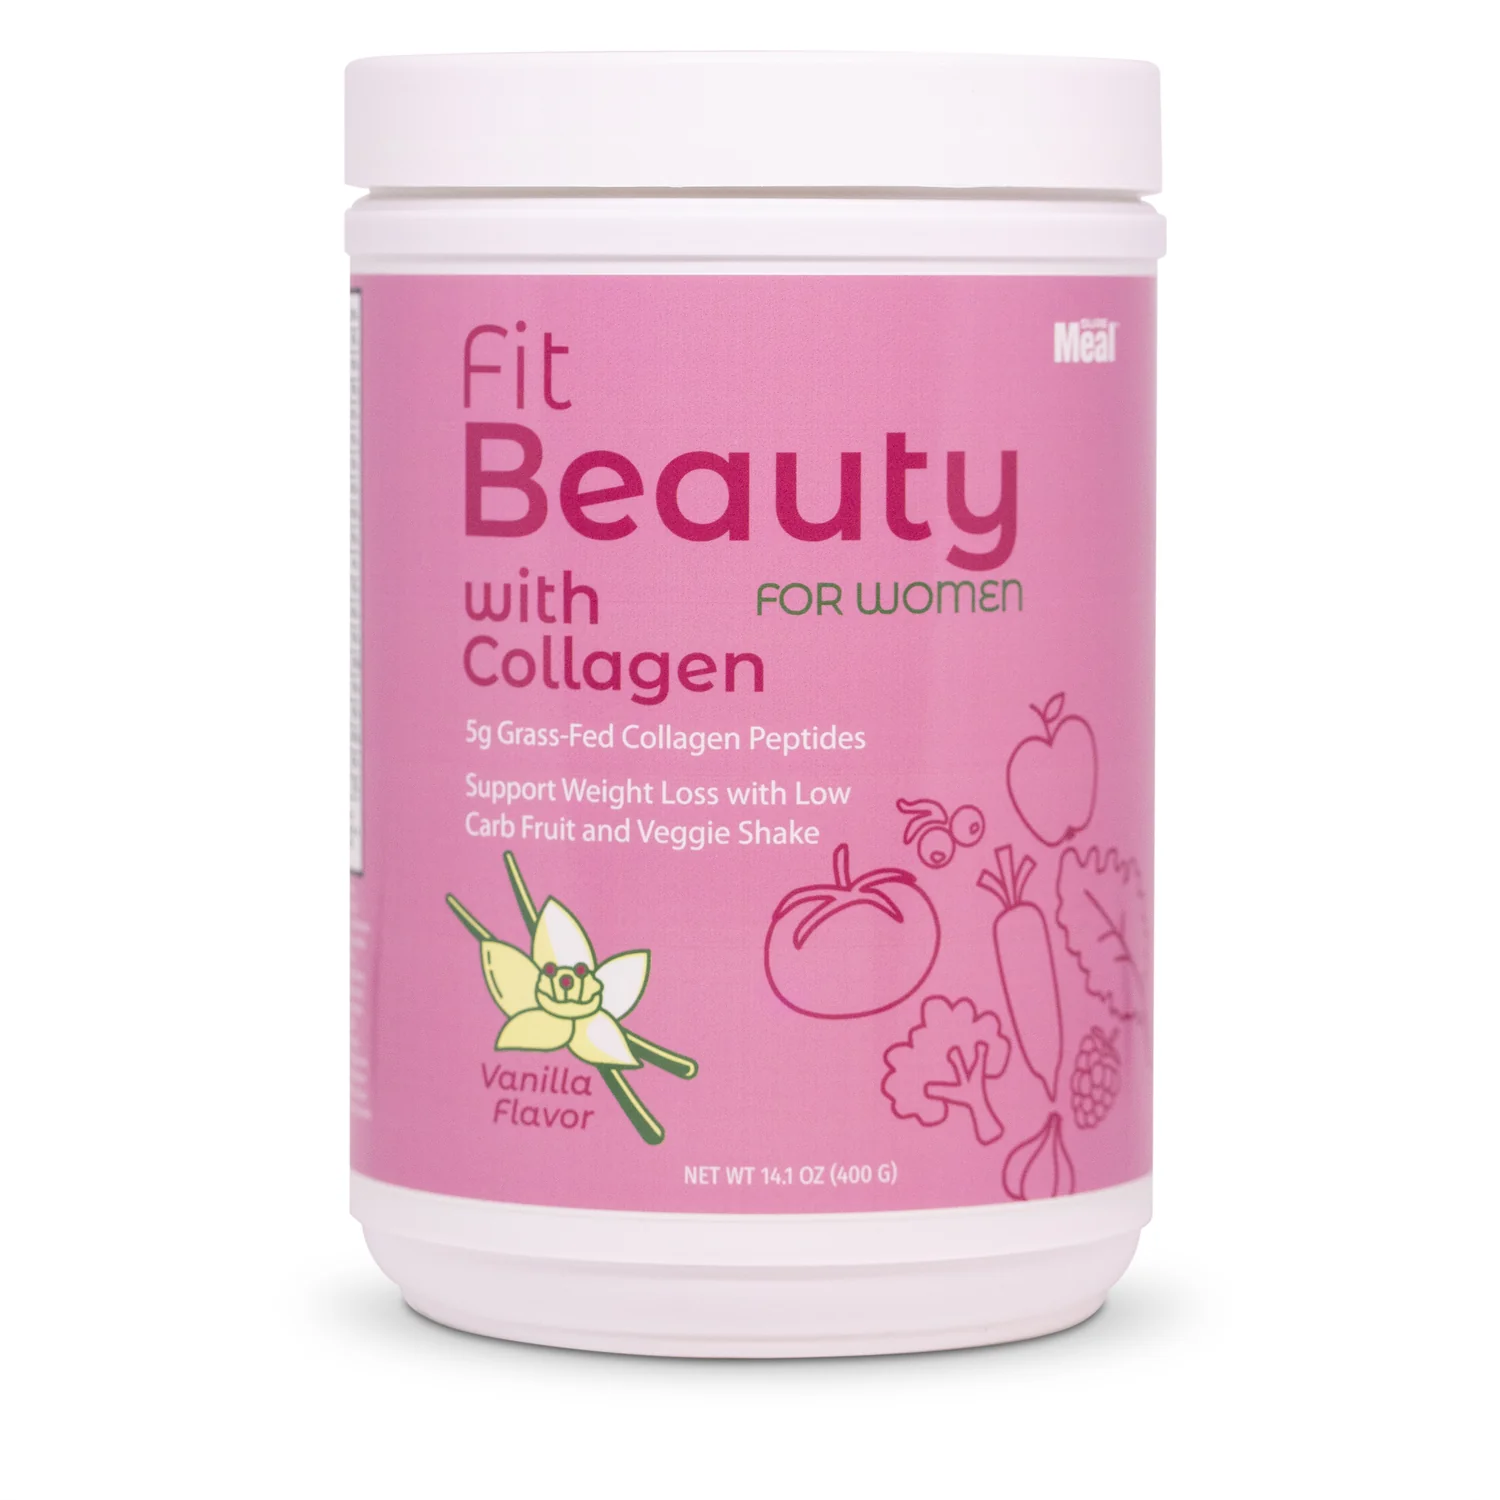 Fit
Beauty
FOR WOMEN
with
Collagen
SURE
Meal
5g Grass-Fed Collagen Peptides
Support Weight Loss with Low
Carb Fruit and Veggie Shake
Vanilla
Flavor
NET WT 14.1 OZ (400 G)